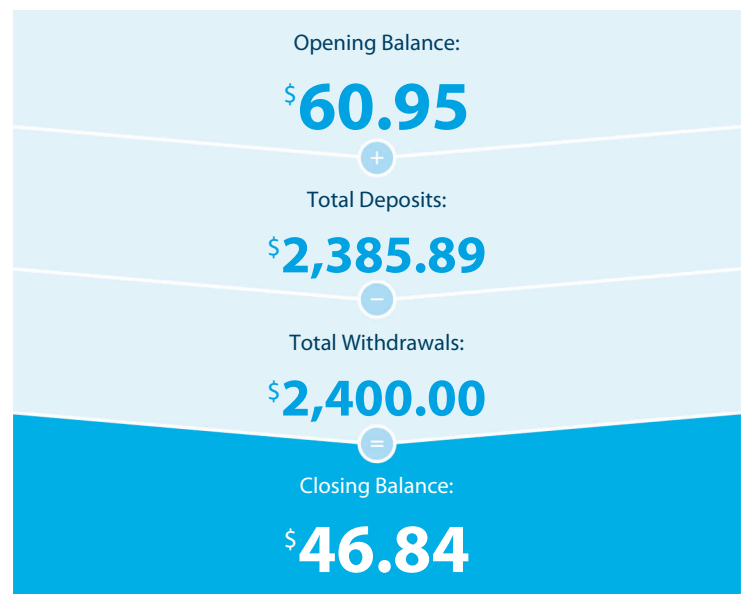 Opening Balance:
$60.95
+
Total Deposits:
$2,385.89
−
Total Withdrawals:
$2,400.00
=
Closing Balance:
$46.84